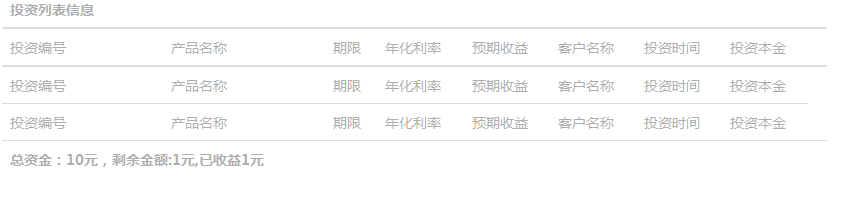 投资列表信息
投资编号 产品名称 期限 年化利率 预期收益 客户名称 投资时间 投资本金
投资编号 产品名称 期限 年化利率 预期收益 客户名称 投资时间 投资本金
投资编号 产品名称 期限 年化利率 预期收益 客户名称 投资时间 投资本金
总资金：10元，剩余金额:1元,已收益1元